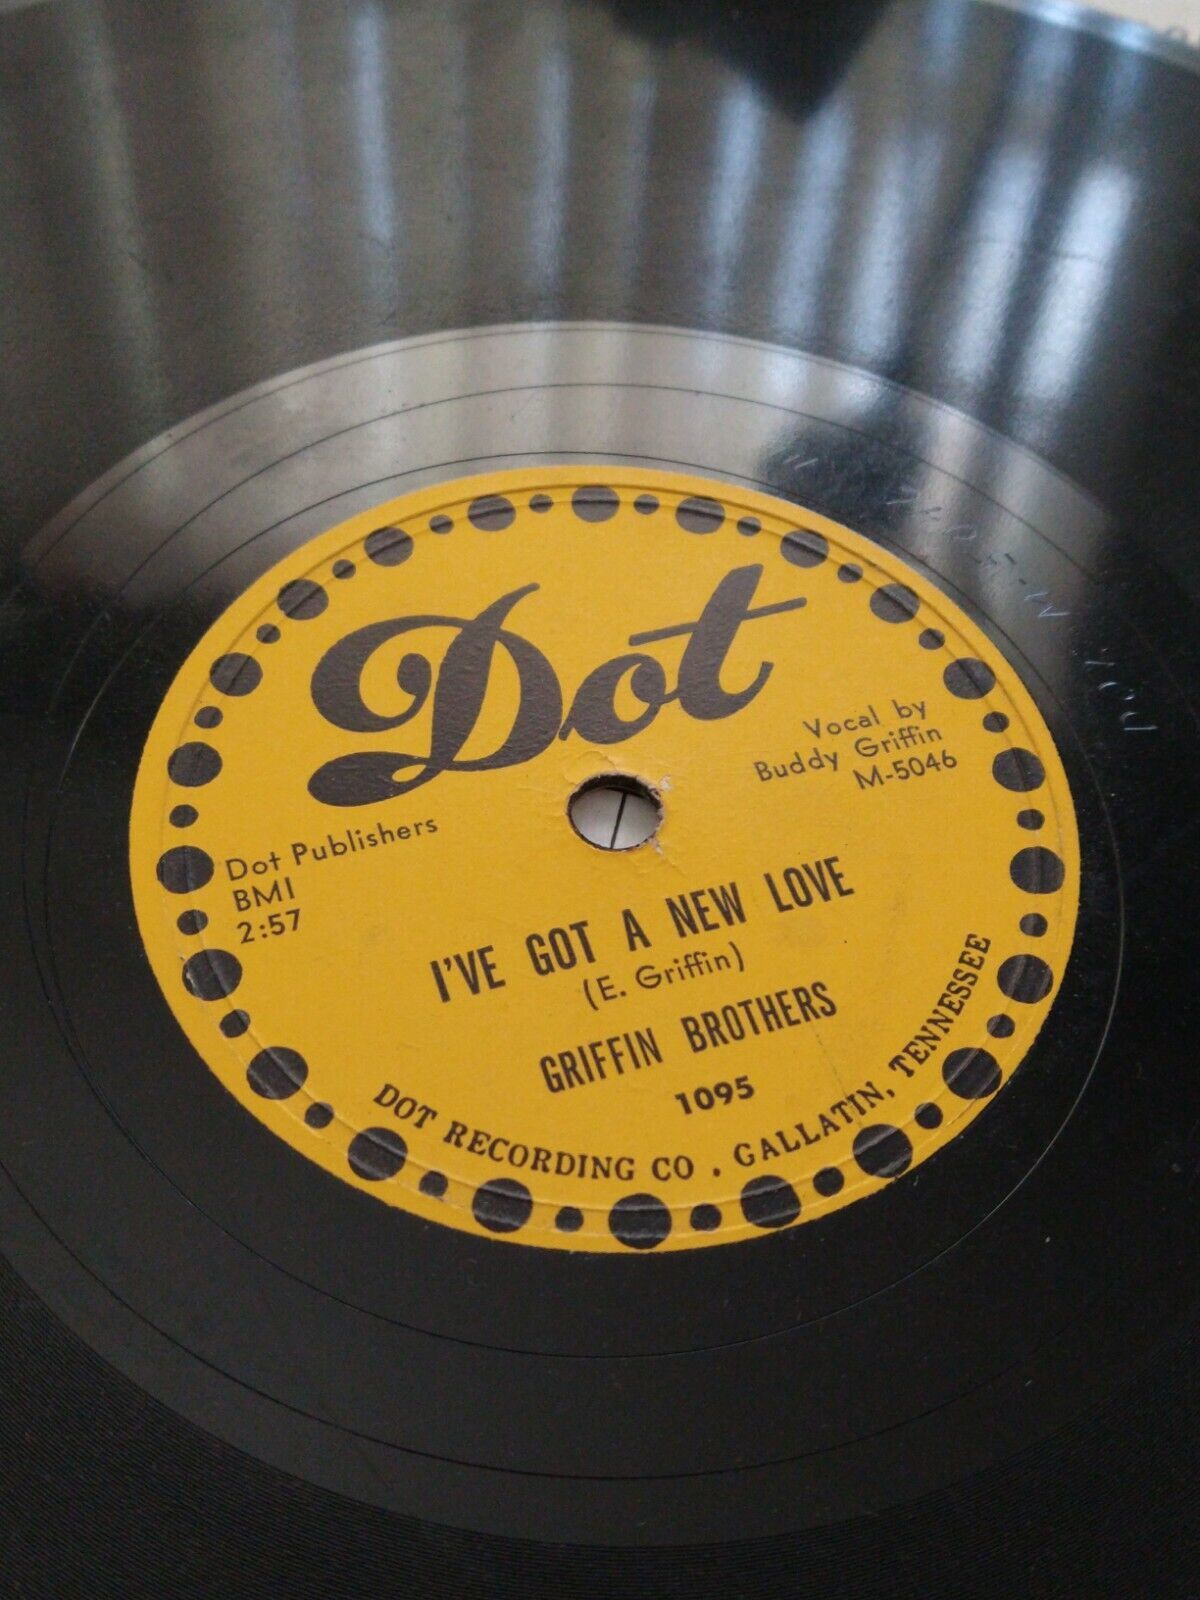 Dot
Vocal by
Buddy Griffin
M-5046
Dot Publishers
BMI
2:57
I'VE GOT A NEW LOVE
(E. Griffin)
GRIFFIN BROTHERS
1095
DOT RECORDING CO . GALLATIN, TENNESSEE